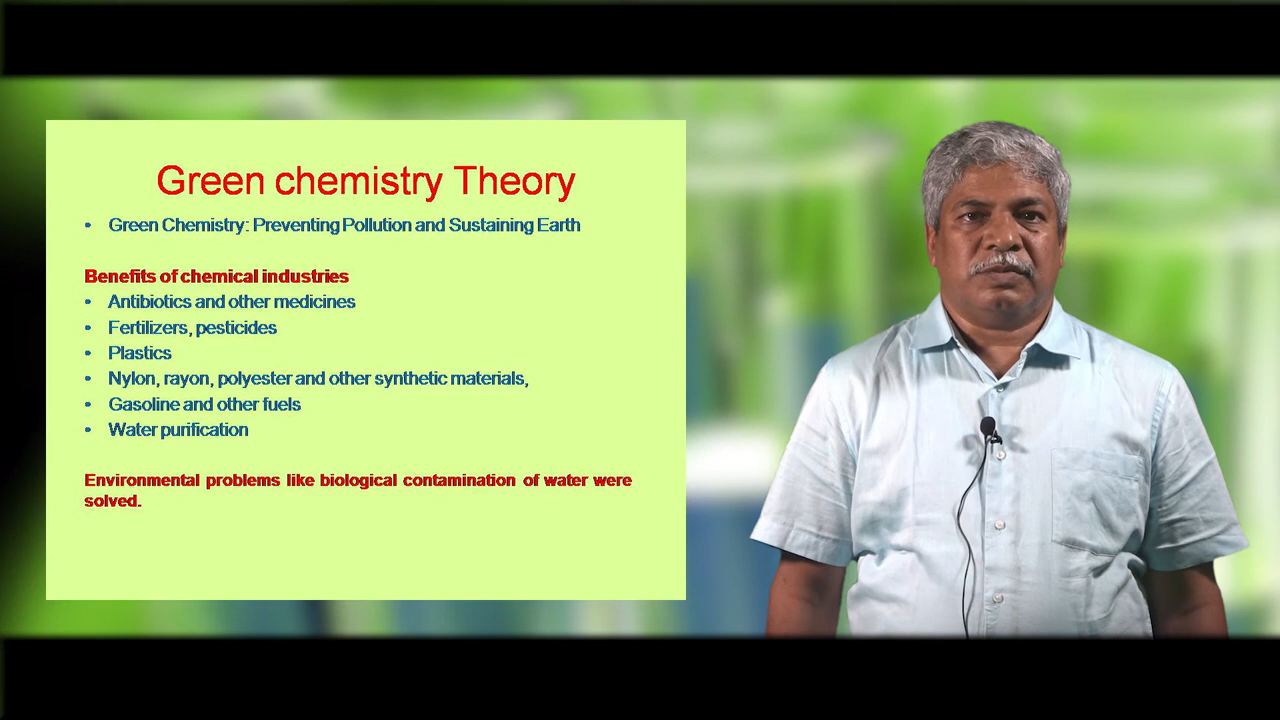 Green chemistry Theory
• Green Chemistry: Preventing Pollution and Sustaining Earth
Benefits of chemical industries
• Antibiotics and other medicines
• Fertilizers, pesticides
• Plastics
• Nylon, rayon, polyester and other synthetic materials,
• Gasoline and other fuels
• Water purification
Environmental problems like biological contamination of water were
solved.